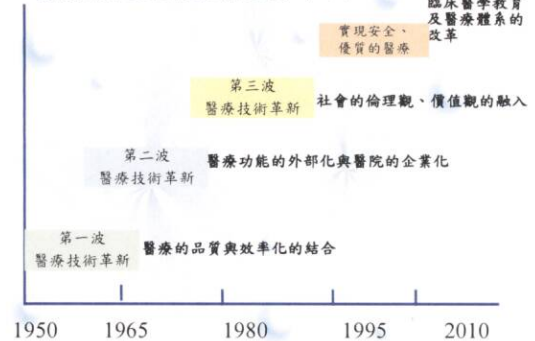 臨床醫學教育
及醫療體系的
改革
實現安全、
優質的醫療
第三波
醫療技術革新
社會的倫理觀、價值觀的融入
第二波
醫療技術革新
醫療功能的外部化與醫院的企業化
第一波
醫療技術革新
醫療的品質與效率化的結合
1950 1965 1980 1995 2010